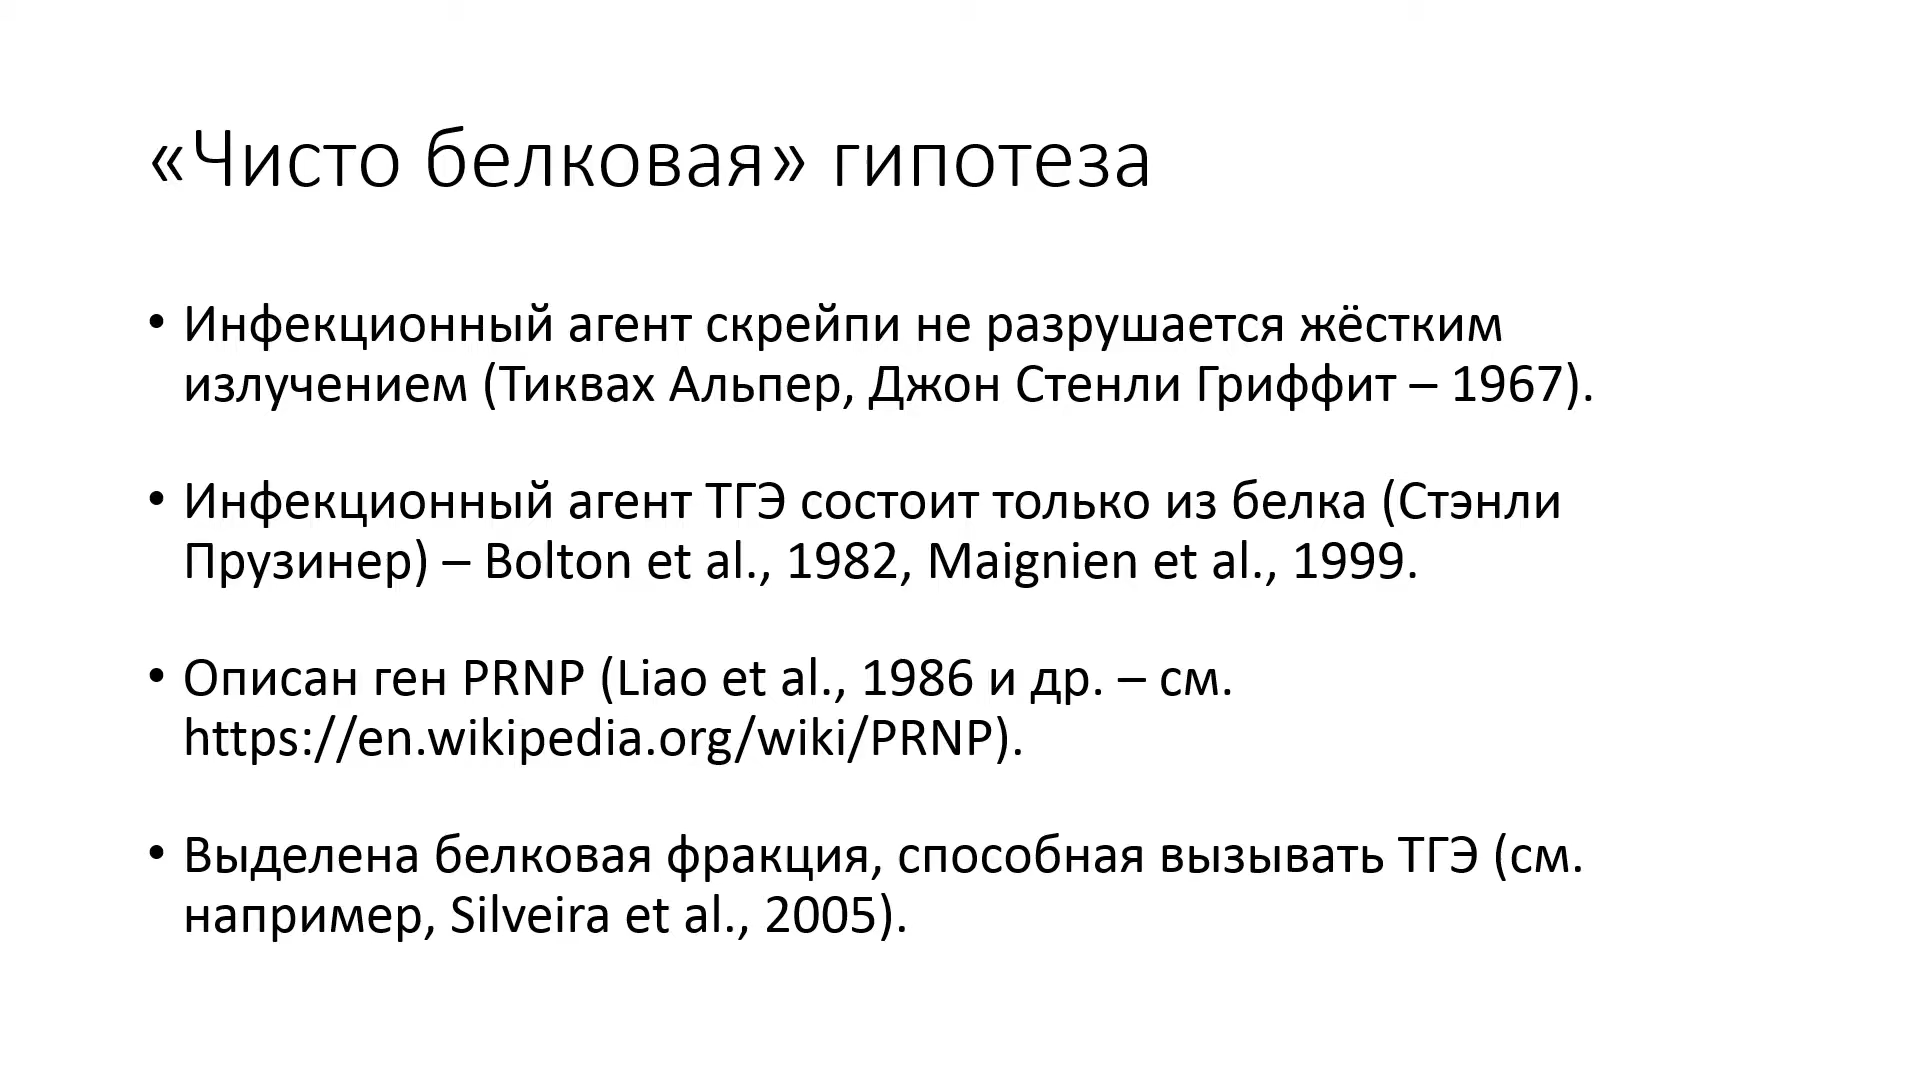 «Чисто белковая» гипотеза
• Инфекционный агент скрейпи не разрушается жёстким
излучением (Тиквах Альпер, Джон Стенли Гриффит – 1967).
• Инфекционный агент ТГЭ состоит только из белка (Стэнли
Прузинер) – Bolton et al., 1982, Maignien et al., 1999.
• Описан ген PRNP (Liao et al., 1986 и др. – см.
https://en.wikipedia.org/wiki/PRNP).
• Выделена белковая фракция, способная вызывать ТГЭ (см.
например, Silveira et al., 2005).